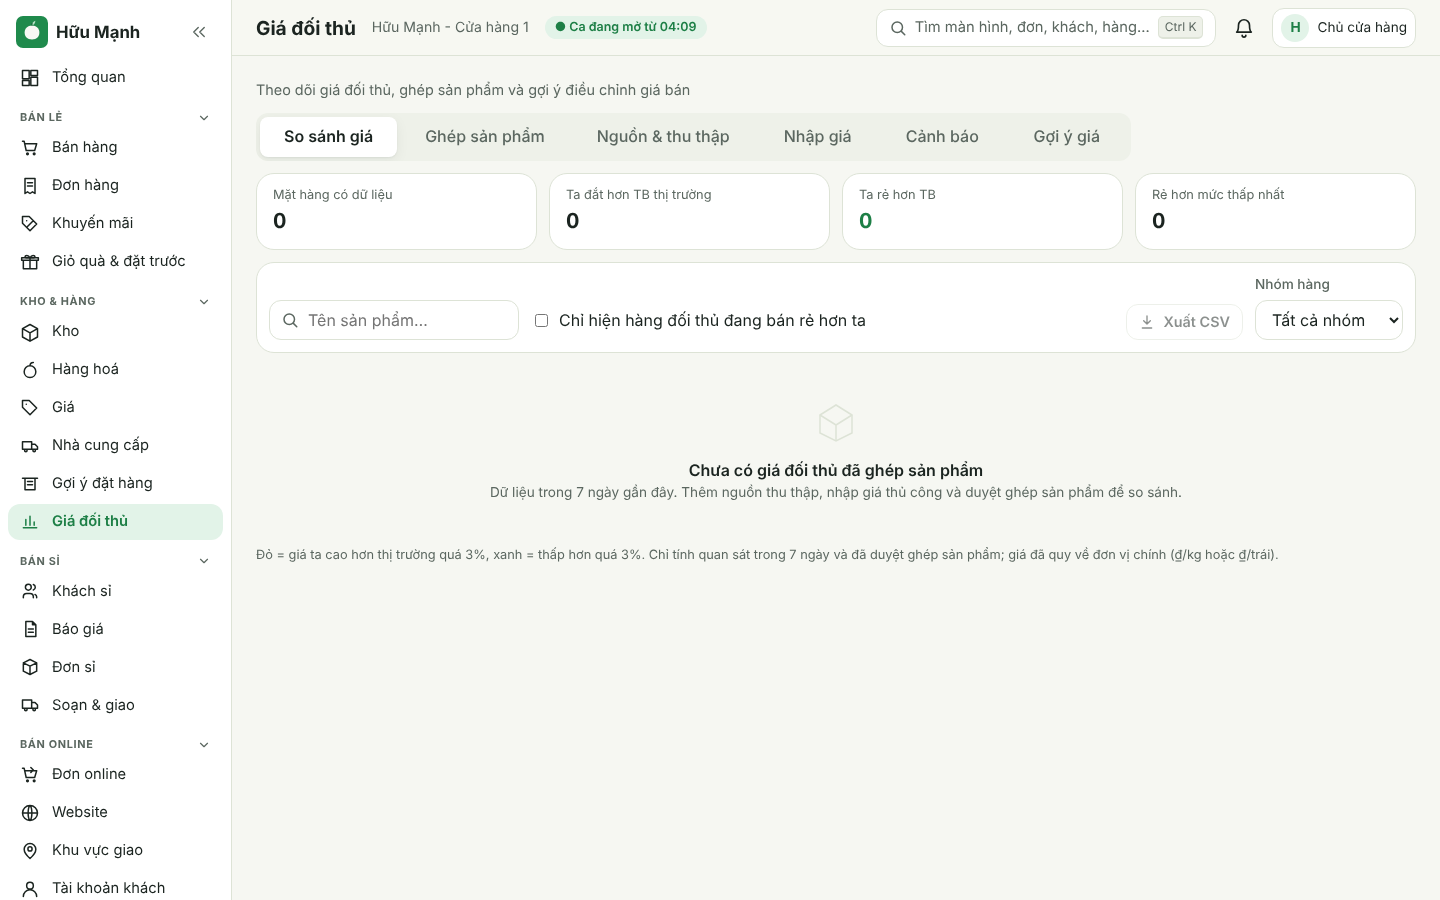 Hữu Mạnh
Tổng quan
BÁN LẺ
Bán hàng
Đơn hàng
Khuyến mãi
Giỏ quà & đặt trước
KHO & HÀNG
Kho
Hàng hoá
Giá
Nhà cung cấp
Gợi ý đặt hàng
Giá đối thủ
BÁN SỈ
Khách sỉ
Báo giá
Đơn sỉ
Soạn & giao
BÁN ONLINE
Đơn online
Website
Khu vực giao
Tài khoản khách
Giá đối thủ Hữu Mạnh - Cửa hàng 1 Ca đang mở từ 04:09 Tìm màn hình, đơn, khách, hàng... Ctrl K H Chủ cửa hàng
Theo dõi giá đối thủ, ghép sản phẩm và gợi ý điều chỉnh giá bán
So sánh giá Ghép sản phẩm Nguồn & thu thập Nhập giá Cảnh báo Gợi ý giá
Mặt hàng có dữ liệu
0
Ta đắt hơn TB thị trường
0
Ta rẻ hơn TB
0
Rẻ hơn mức thấp nhất
0
Nhóm hàng
Tên sản phẩm... Chỉ hiện hàng đối thủ đang bán rẻ hơn ta Xuất CSV Tất cả nhóm
Chưa có giá đối thủ đã ghép sản phẩm
Dữ liệu trong 7 ngày gần đây. Thêm nguồn thu thập, nhập giá thủ công và duyệt ghép sản phẩm để so sánh.
Đỏ = giá ta cao hơn thị trường quá 3%, xanh = thấp hơn quá 3%. Chỉ tính quan sát trong 7 ngày và đã duyệt ghép sản phẩm; giá đã quy về đơn vị chính (₫/kg hoặc ₫/trái).